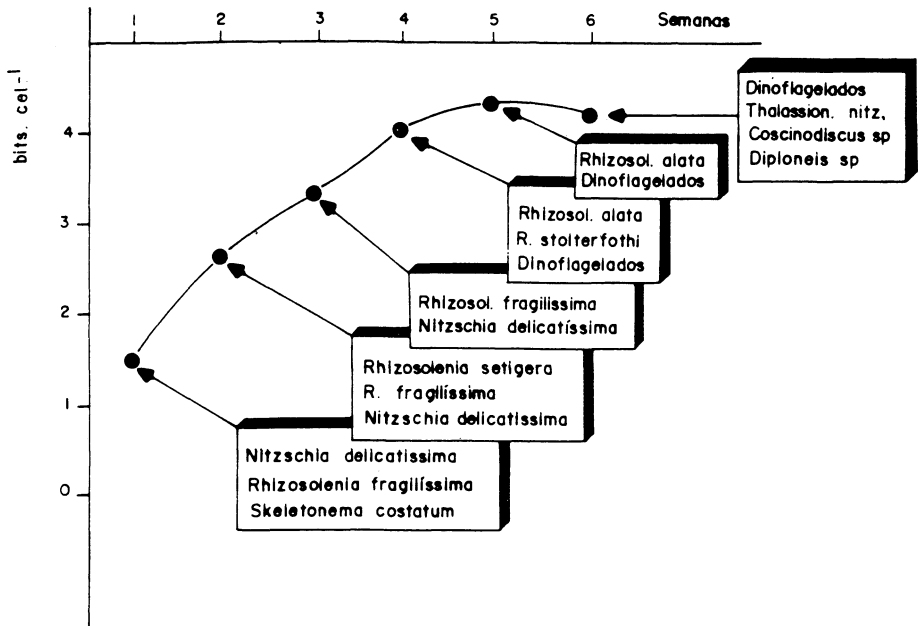 1 2 3 4 5 6 Semanas
bits. cel-¹
4
3
2
1
0
Dinoflagelados
Thalassion. nitz,
Coscinodiscus sp
Diploneis sp
Rhizosol. alata
Dinoflagelados
Rhizosol. alata
R. stolterfothi
Dinoflagelados
Rhizosol. fragilissima
Nitzschia delicatíssima
Rhizosolenia setigera
R. fragilíssima
Nitzschia delicatissima
Nitzschia delicatissima
Rhizosolenia fragilíssima
Skeletonema costatum